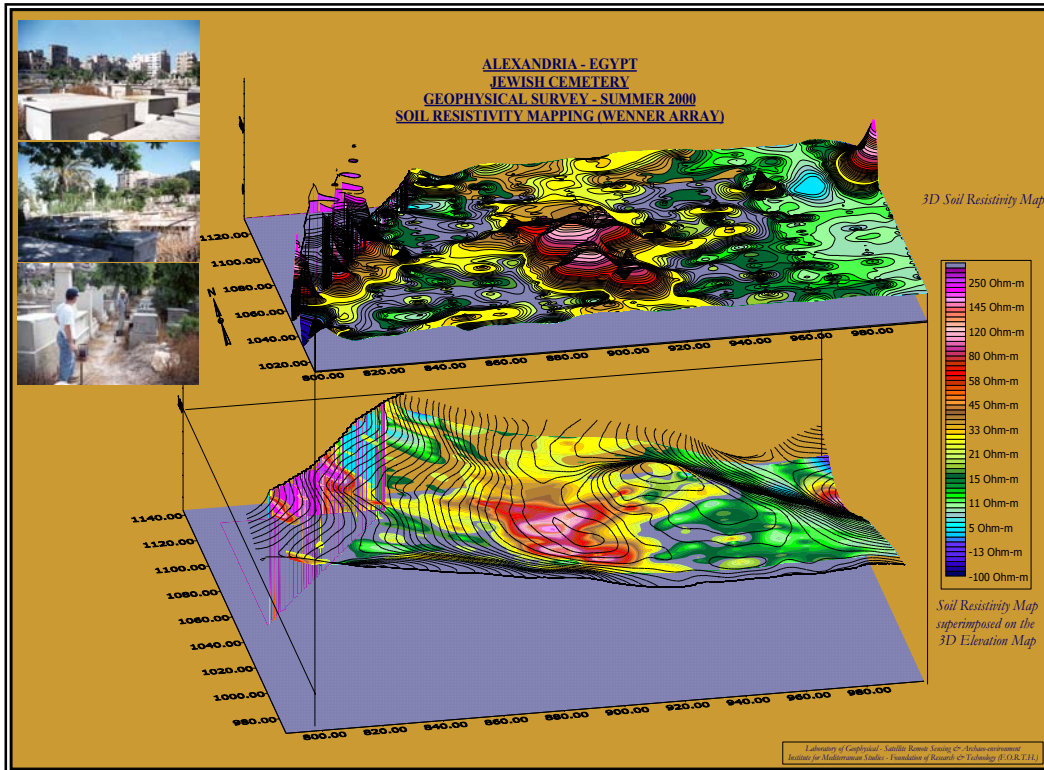 ALEXANDRIA - EGYPT
JEWISH CEMETERY
GEOPHYSICAL SURVEY - SUMMER 2000
SOIL RESISTIVITY MAPPING (WENNER ARRAY)
3D Soil Resistivity Map
1120.00
1100.00
1080.00
1060.00
1040.00
1020.00
N
800.00 820.00 840.00 860.00 880.00 900.00 920.00 940.00 960.00 980.00
250 Ohm-m
145 Ohm-m
120 Ohm-m
80 Ohm-m
58 Ohm-m
45 Ohm-m
33 Ohm-m
21 Ohm-m
15 Ohm-m
11 Ohm-m
5 Ohm-m
-13 Ohm-m
-100 Ohm-m
Soil Resistivity Map
superimposed on the
3D Elevation Map
1140.00
1120.00
1100.00
1080.00
1060.00
1040.00
1020.00
1000.00
980.00
800.00 820.00 840.00 860.00 880.00 900.00 920.00 940.00 960.00 980.00
Laboratory of Geophysical - Satellite Remote Sensing & Archaeo-environment
Institute for Mediterranean Studies - Foundation of Research & Technology (F.O.R.T.H.)